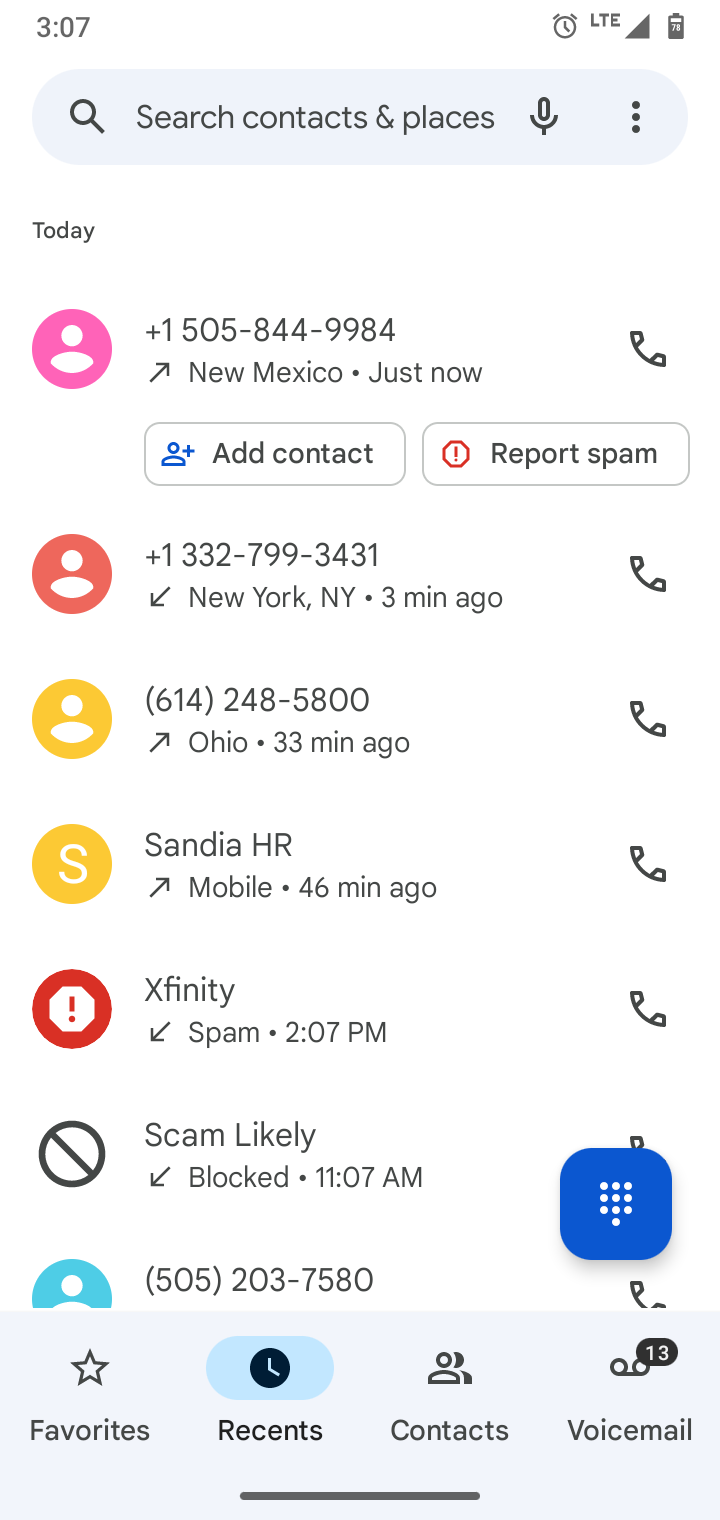 3:07
LTE
78
Search contacts & places
Today
+1 505-844-9984
New Mexico • Just now
Add contact
Report spam
+1 332-799-3431
New York, NY • 3 min ago
(614) 248-5800
Ohio • 33 min ago
S
Sandia HR
Mobile • 46 min ago
Xfinity
Spam • 2:07 PM
Scam Likely
Blocked • 11:07 AM
(505) 203-7580
13
Favorites
Recents
Contacts
Voicemail